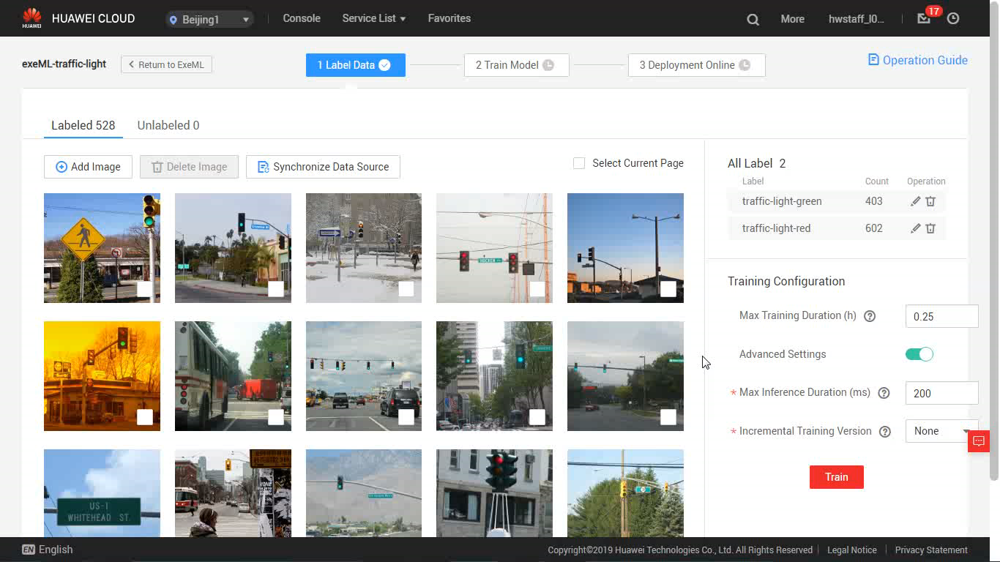 HUAWEI
HUAWEI CLOUD
Beijing1
Console
Service List
Favorites
More
hwstaff_l0...
17
exeML-traffic-light
Return to ExeML
1 Label Data
2 Train Model
3 Deployment Online
Operation Guide
Labeled 528
Unlabeled 0
Add Image
Delete Image
Synchronize Data Source
Select Current Page
All Label 2
Label Count Operation
traffic-light-green 403
traffic-light-red 602
Training Configuration
Max Training Duration (h) 0.25
Advanced Settings
* Max Inference Duration (ms) 200
* Incremental Training Version None
Train
US-1
WHITEHEAD ST.
EN English
Copyright©2019 Huawei Technologies Co., Ltd. All Rights Reserved
Legal Notice
Privacy Statement